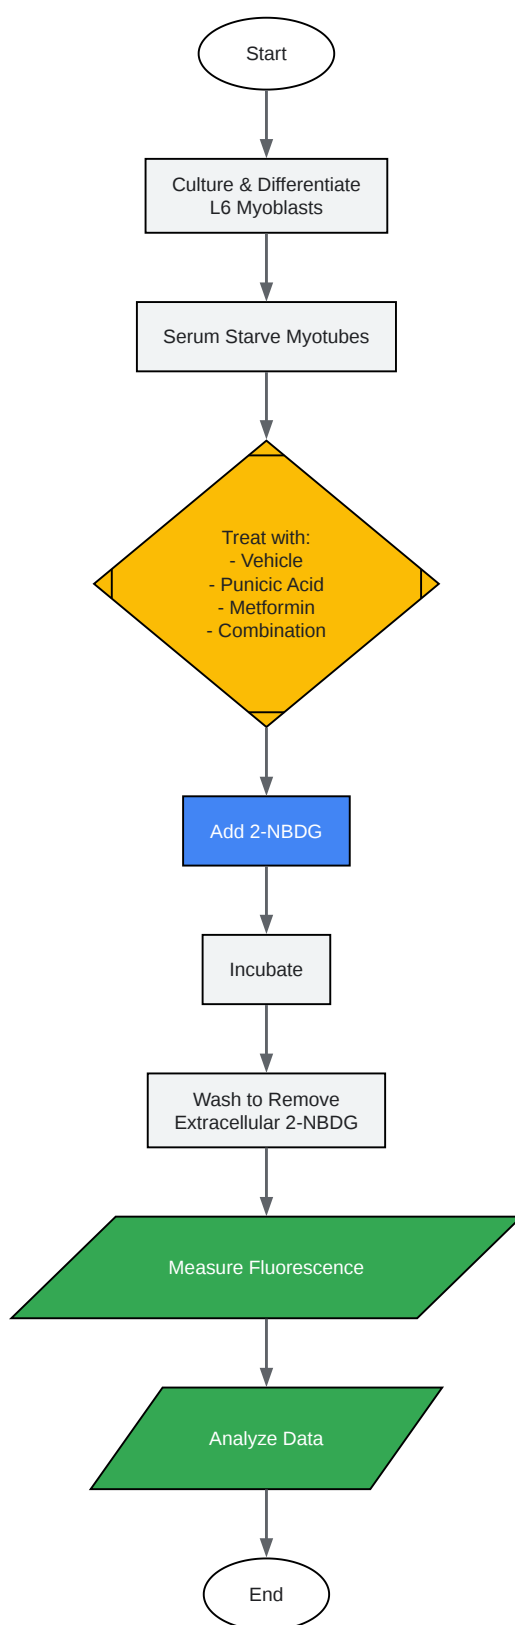 Start
Culture & Differentiate
L6 Myoblasts
Serum Starve Myotubes
Treat with:
- Vehicle
- Punicic Acid
- Metformin
- Combination
Add 2-NBDG
Incubate
Wash to Remove
Extracellular 2-NBDG
Measure Fluorescence
Analyze Data
End